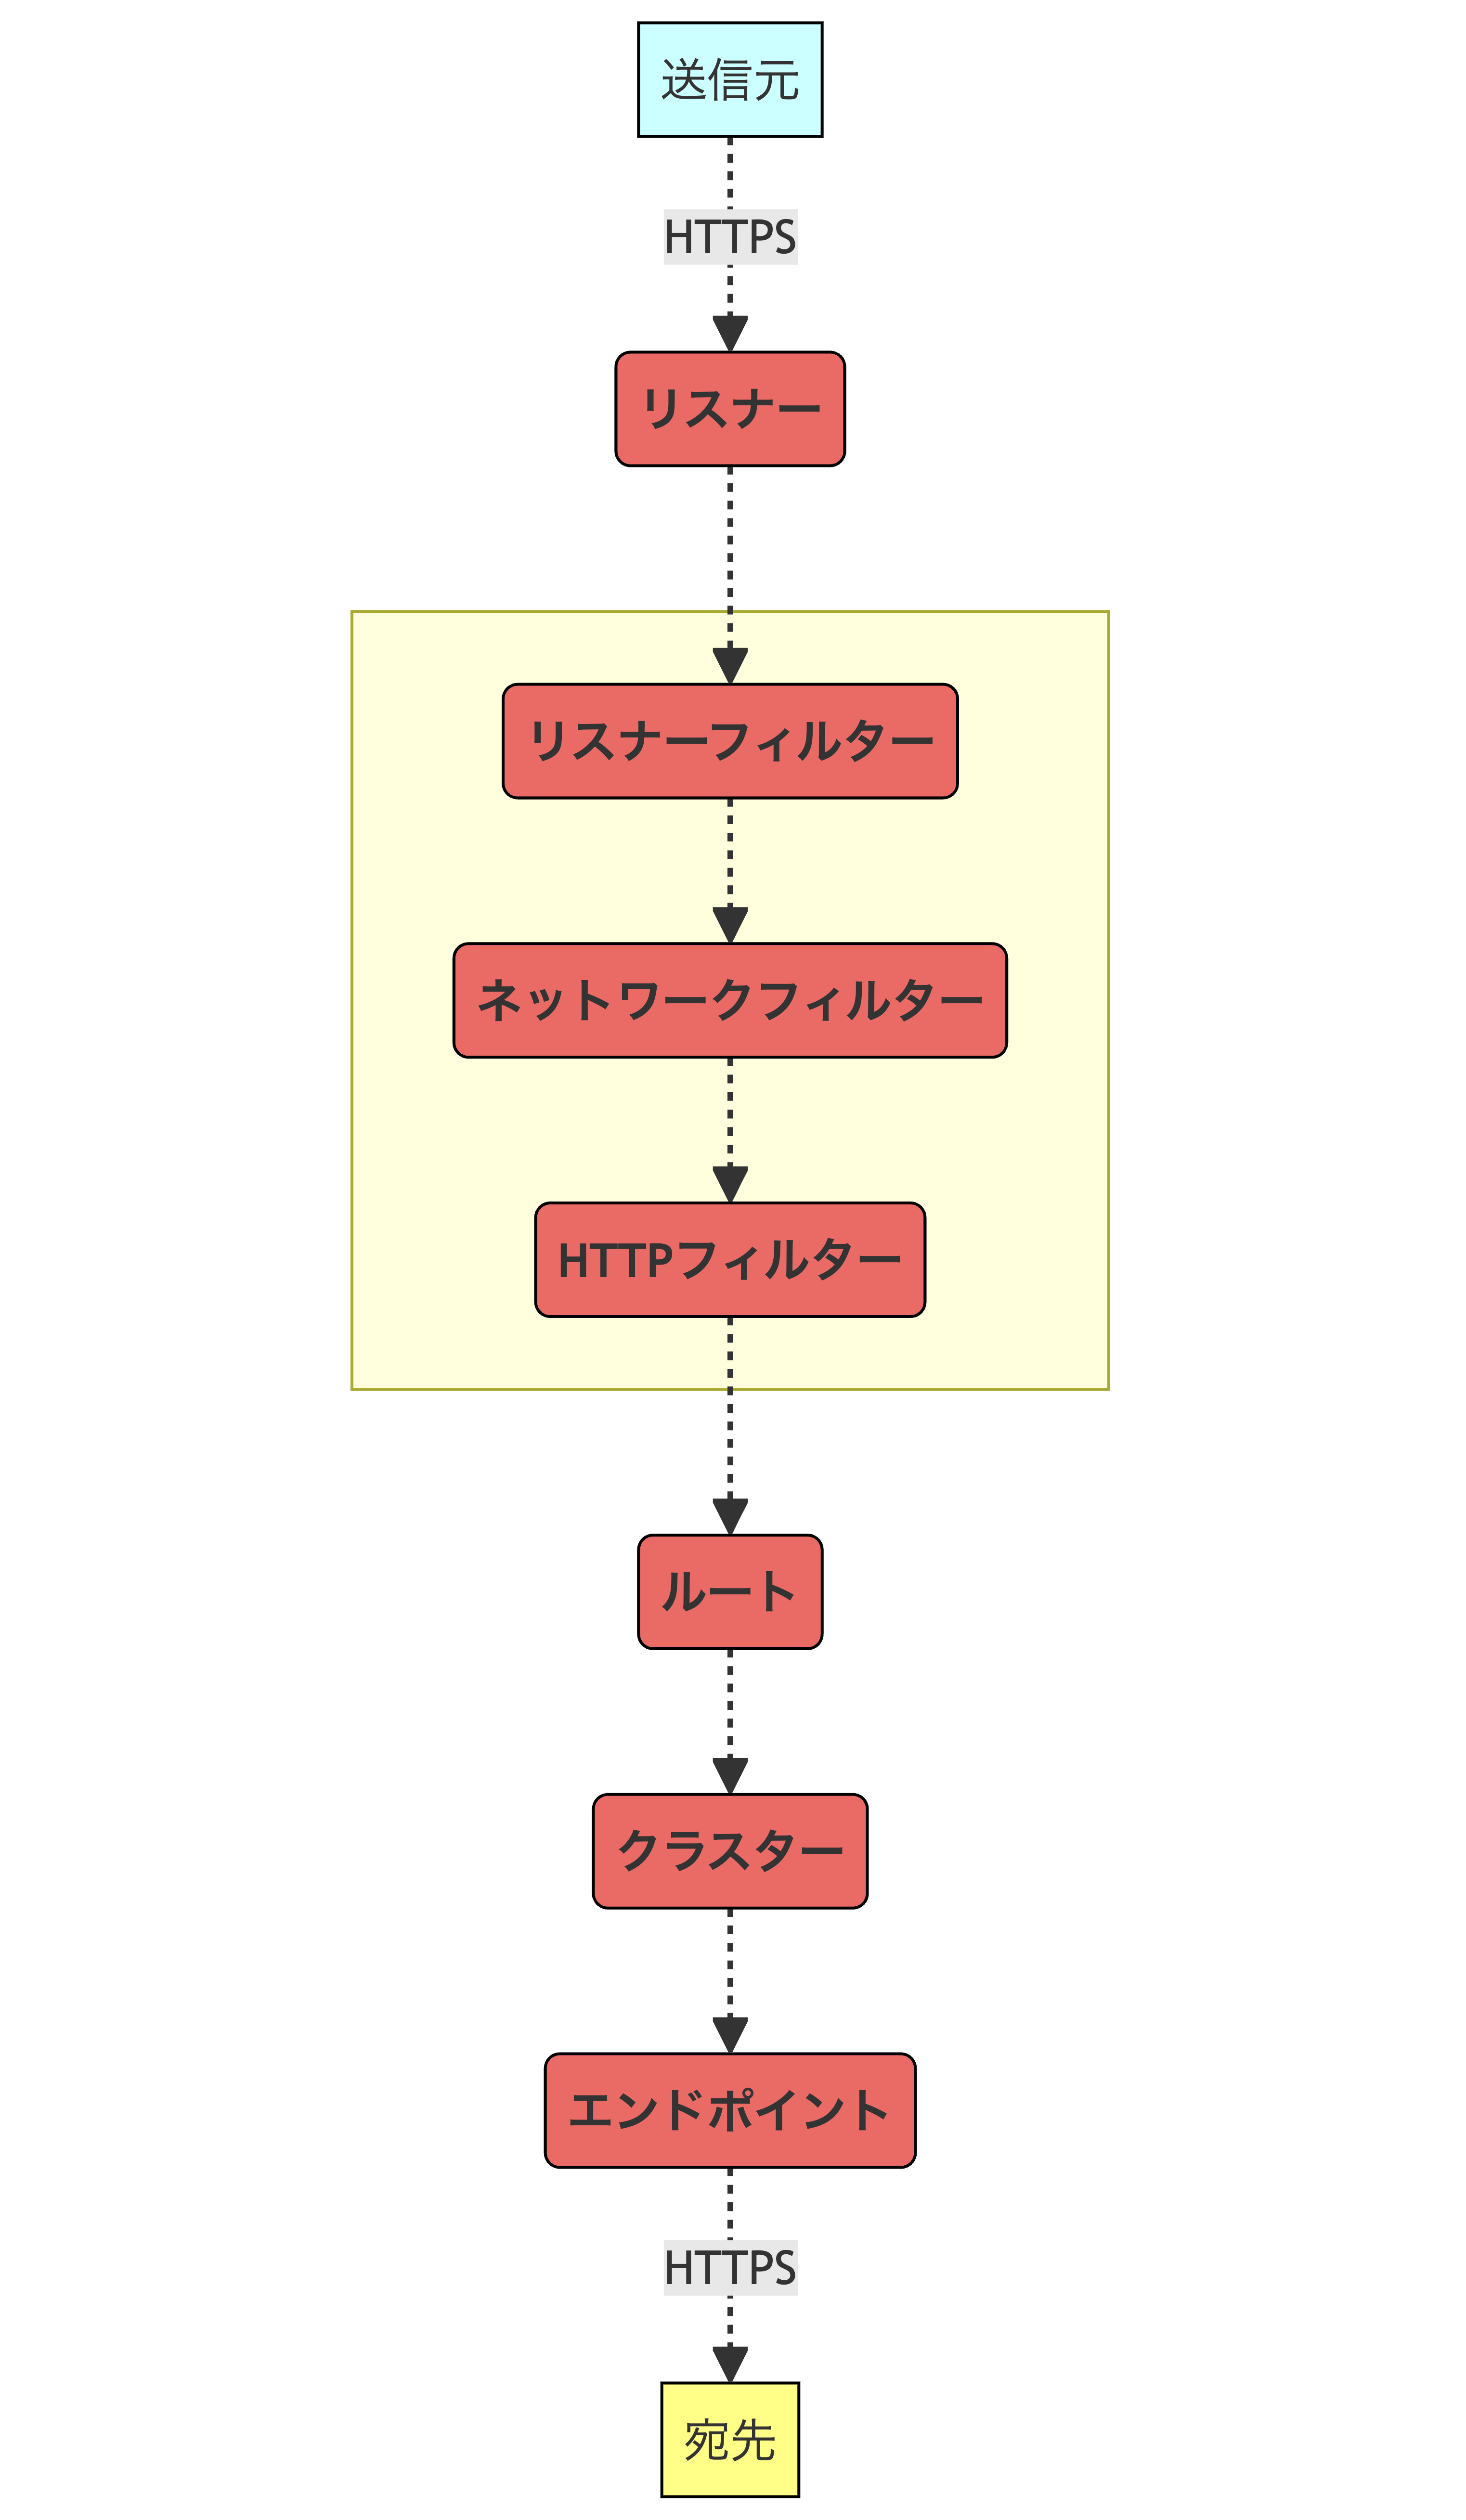 送信元
HTTPS
リスナー
リスナーフィルター
ネットワークフィルター
HTTPフィルター
ルート
クラスター
エンドポイント
HTTPS
宛先